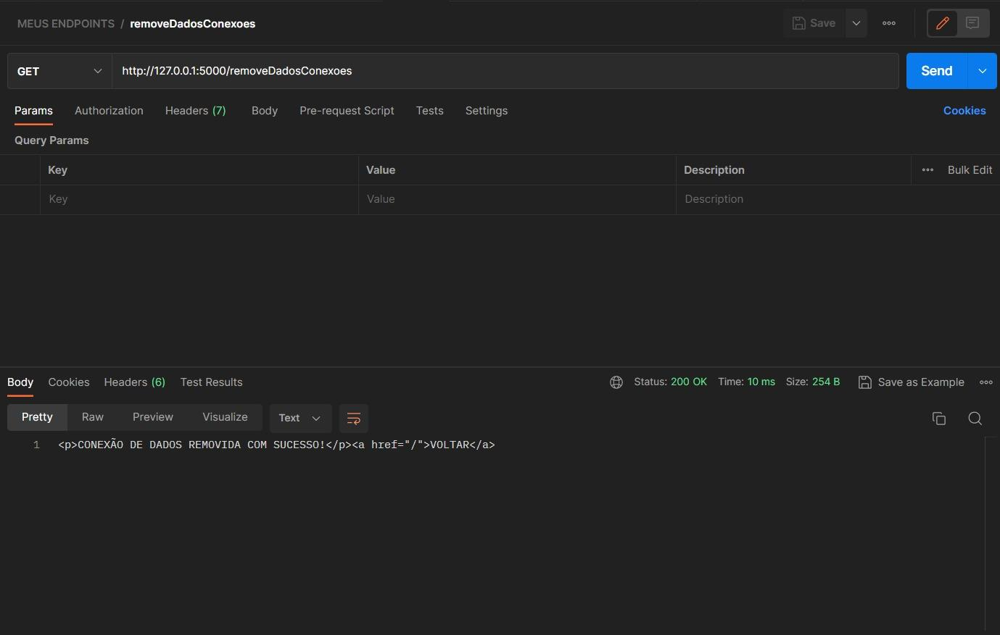 MEUS ENDPOINTS / removeDadosConexoes Save
GET http://127.0.0.1:5000/removeDadosConexoes Send
Params Authorization Headers (7) Body Pre-request Script Tests Settings Cookies
Query Params
Key Value Description Bulk Edit
Key Value Description
Body Cookies Headers (6) Test Results Status: 200 OK Time: 10 ms Size: 254 B Save as Example
Pretty Raw Preview Visualize Text
1 <p>CONEXÃO DE DADOS REMOVIDA COM SUCESSO!</p><a href="/">VOLTAR</a>